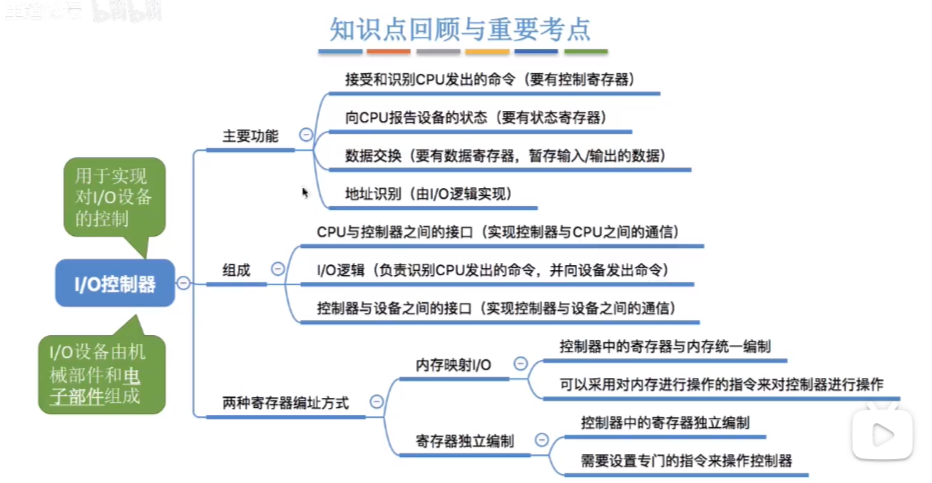 知识点回顾与重要考点
接受和识别CPU发出的命令（要有控制寄存器）
向CPU报告设备的状态（要有状态寄存器）
主要功能
数据交换（要有数据寄存器，暂存输入/输出的数据）
地址识别（由I/O逻辑实现）
用于实现
对I/O设备
的控制
CPU与控制器之间的接口（实现控制器与CPU之间的通信）
组成
I/O逻辑（负责识别CPU发出的命令，并向设备发出命令）
I/O控制器
控制器与设备之间的接口（实现控制器与设备之间的通信）
I/O设备由机
械部件和电
子部件组成
控制器中的寄存器与内存统一编制
内存映射I/O
可以采用对内存进行操作的指令来对控制器进行操作
两种寄存器编址方式
控制器中的寄存器独立编制
寄存器独立编制
需要设置专门的指令来操作控制器